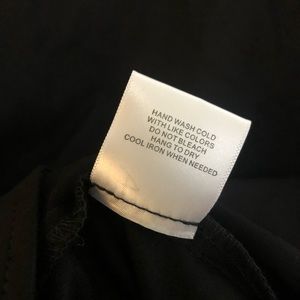 HAND WASH COLD
WITH LIKE COLORS
DO NOT BLEACH
HANG TO DRY
COOL IRON WHEN NEEDED